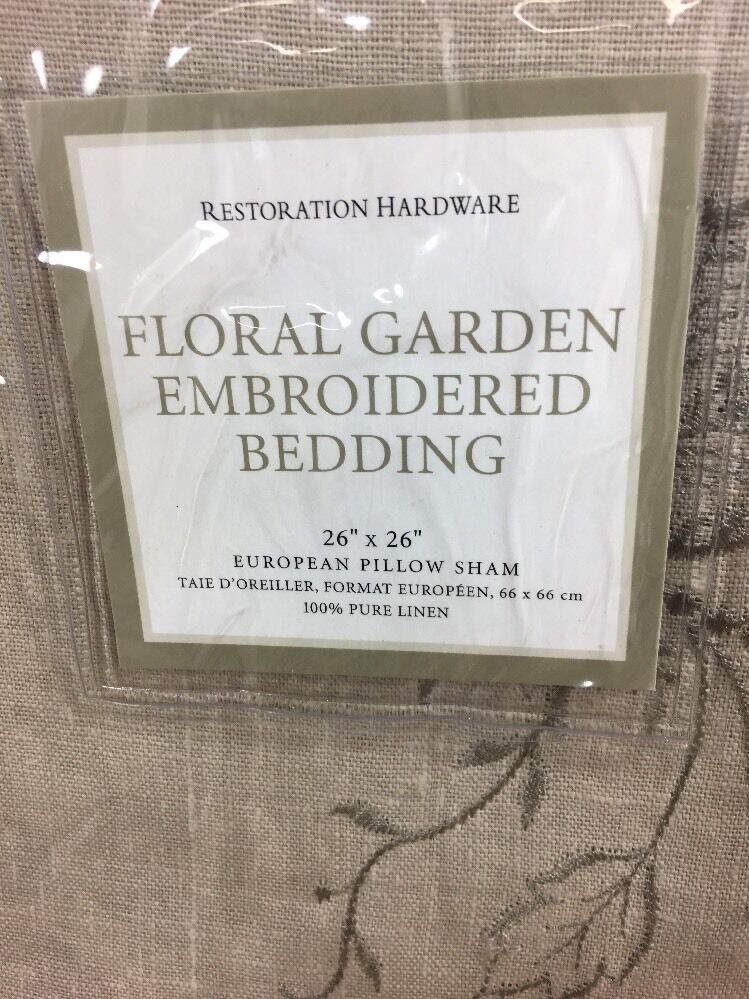 RESTORATION HARDWARE
FLORAL GARDEN
EMBROIDERED
BEDDING
26" x 26"
EUROPEAN PILLOW SHAM
TAIE D'OREILLER, FORMAT EUROPÉEN, 66 x 66 cm
100% PURE LINEN